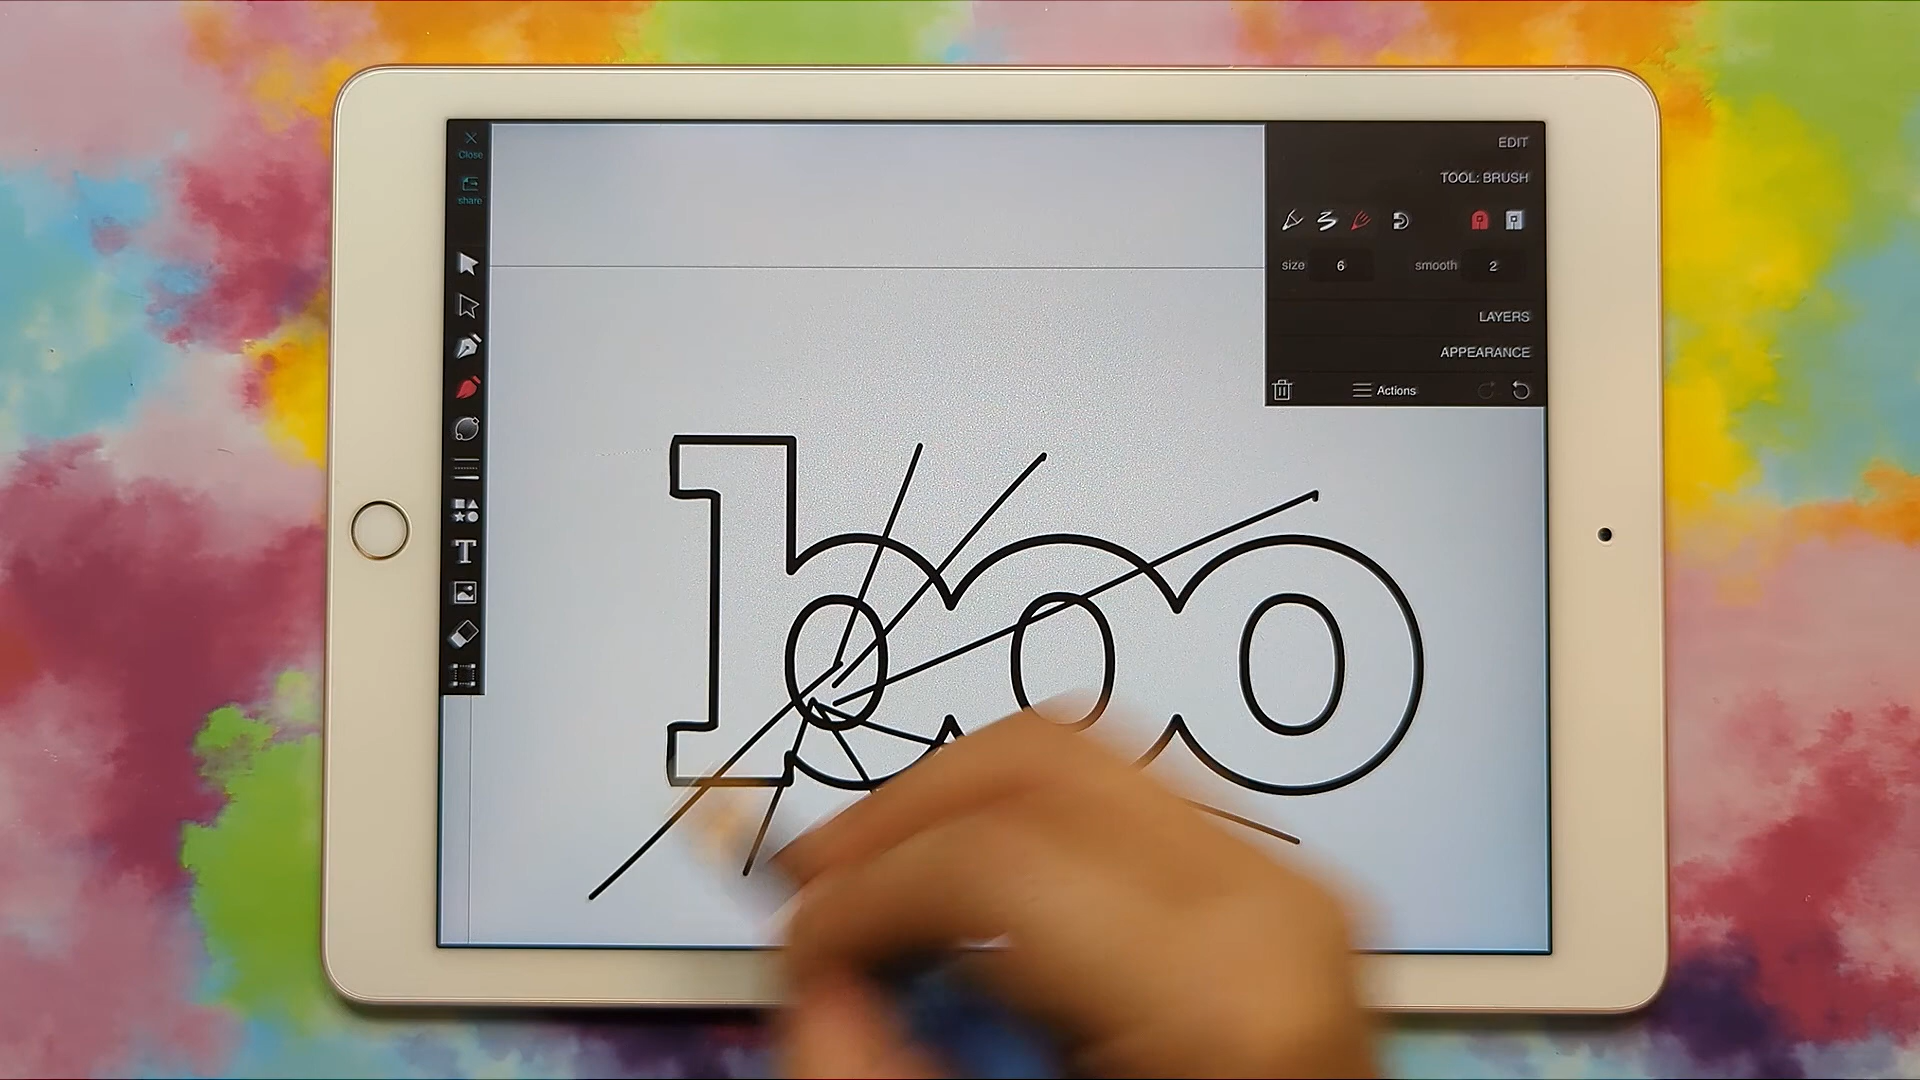 Close
share
EDIT
TOOL: BRUSH
size 6 smooth 2
LAYERS
APPEARANCE
Actions
T
boo